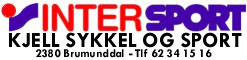 INTERSPORT
KJELL SYKKEL OG SPORT
2380 Brumunddal - Tlf 62 34 15 16